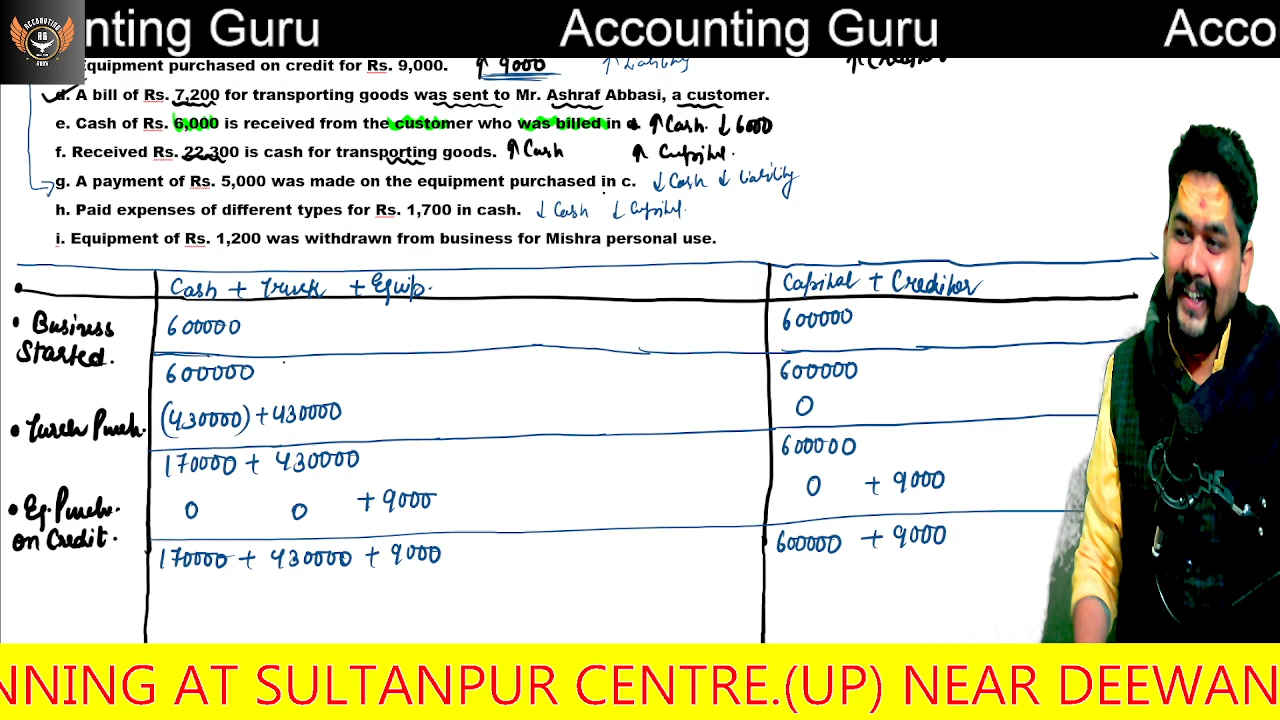 nting Guru Accounting Guru Acco
ACCOUNTING
AG
GURU
Equipment purchased on credit for Rs. 9,000. ↑ 9000 ↑ Liability ↑ Creditor
d. A bill of Rs. 7,200 for transporting goods was sent to Mr. Ashraf Abbasi, a customer.
e. Cash of Rs. 6,000 is received from the customer who was billed in ↑ Cash. ↓ 6000
f. Received Rs. 22,300 is cash for transporting goods. ↑ Cash ↑ Capital.
g. A payment of Rs. 5,000 was made on the equipment purchased in c. ↓ Cash ↓ liability
h. Paid expenses of different types for Rs. 1,700 in cash. ↓ Cash ↓ Capital.
i. Equipment of Rs. 1,200 was withdrawn from business for Mishra personal use.
Cash + Truck + Equip. Capital + Creditor
• Business Started. 600000 600000
600000 600000
• Truck Purch. (430000) + 430000 0
170000 + 430000 600000
• Eq. Purch. on Credit. 0 0 + 9000 0 + 9000
170000 + 430000 + 9000 600000 + 9000
NNING AT SULTANPUR CENTRE.(UP) NEAR DEEWAN